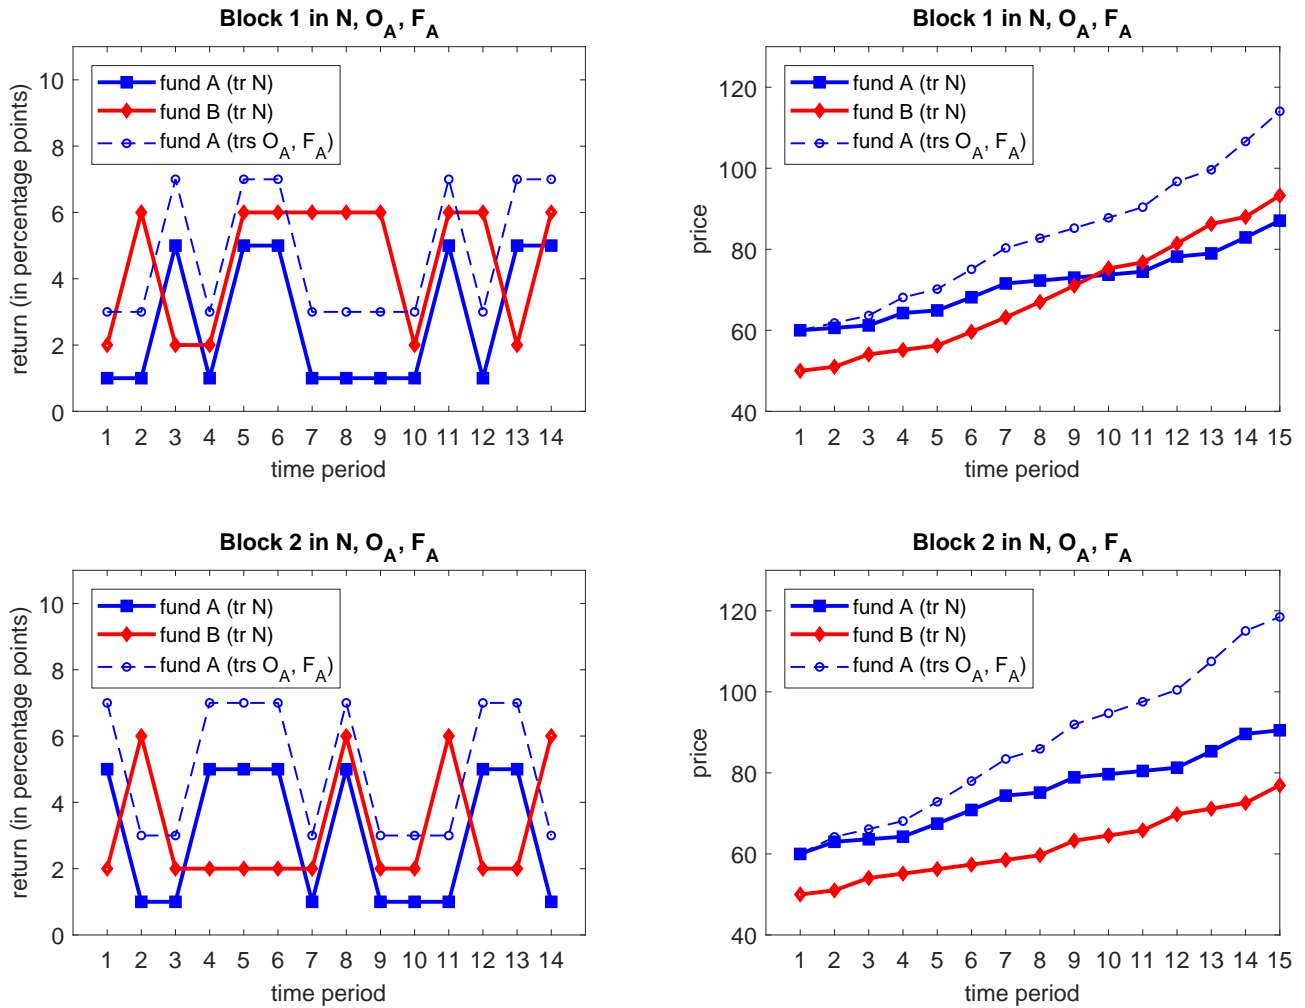 Block 1 in N, O_A, F_A
return (in percentage points)
10
8
6
4
2
0
fund A (tr N)
fund B (tr N)
fund A (trs O_A, F_A)
1 2 3 4 5 6 7 8 9 10 11 12 13 14
time period
Block 1 in N, O_A, F_A
price
120
100
80
60
40
fund A (tr N)
fund B (tr N)
fund A (trs O_A, F_A)
1 2 3 4 5 6 7 8 9 10 11 12 13 14 15
time period
Block 2 in N, O_A, F_A
return (in percentage points)
10
8
6
4
2
0
fund A (tr N)
fund B (tr N)
fund A (trs O_A, F_A)
1 2 3 4 5 6 7 8 9 10 11 12 13 14
time period
Block 2 in N, O_A, F_A
price
120
100
80
60
40
fund A (tr N)
fund B (tr N)
fund A (trs O_A, F_A)
1 2 3 4 5 6 7 8 9 10 11 12 13 14 15
time period